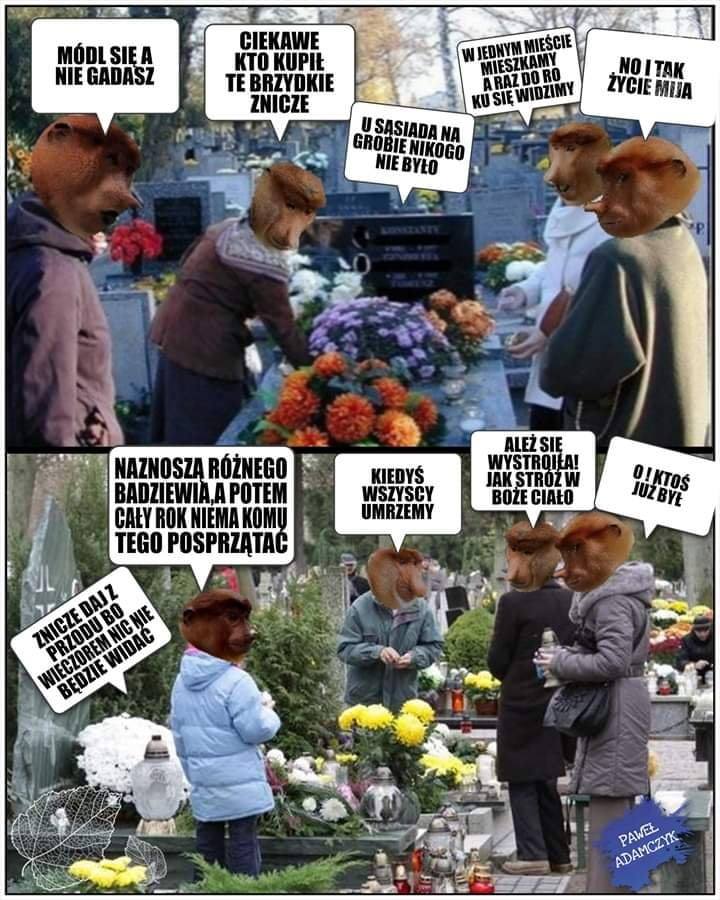 MÓDL SIĘ A
NIE GADASZ
CIEKAWE
KTO KUPIŁ
TE BRZYDKIE
ZNICZE
U SĄSIADA NA
GROBIE NIKOGO
NIE BYŁO
W JEDNYM MIEŚCIE
MIESZKAMY
A RAZ DO RO
KU SIĘ WIDZIMY
NO I TAK
ŻYCIE MIJA
KONSTANTY
NAZNOSZĄ RÓŻNEGO
BADZIEWIA,A POTEM
CAŁY ROK NIEMA KOMU
TEGO POSPRZĄTAĆ
KIEDYŚ
WSZYSCY
UMRZEMY
ALEŻ SIĘ
WYSTROIŁA!
JAK STRÓŻ W
BOŻE CIAŁO
O! KTOŚ
JUŻ BYŁ
ZNICZE DAJ Z
PRZODU BO
WIECZOREM NIC NIE
BĘDZIE WIDAĆ
PAWEŁ
ADAMCZYK